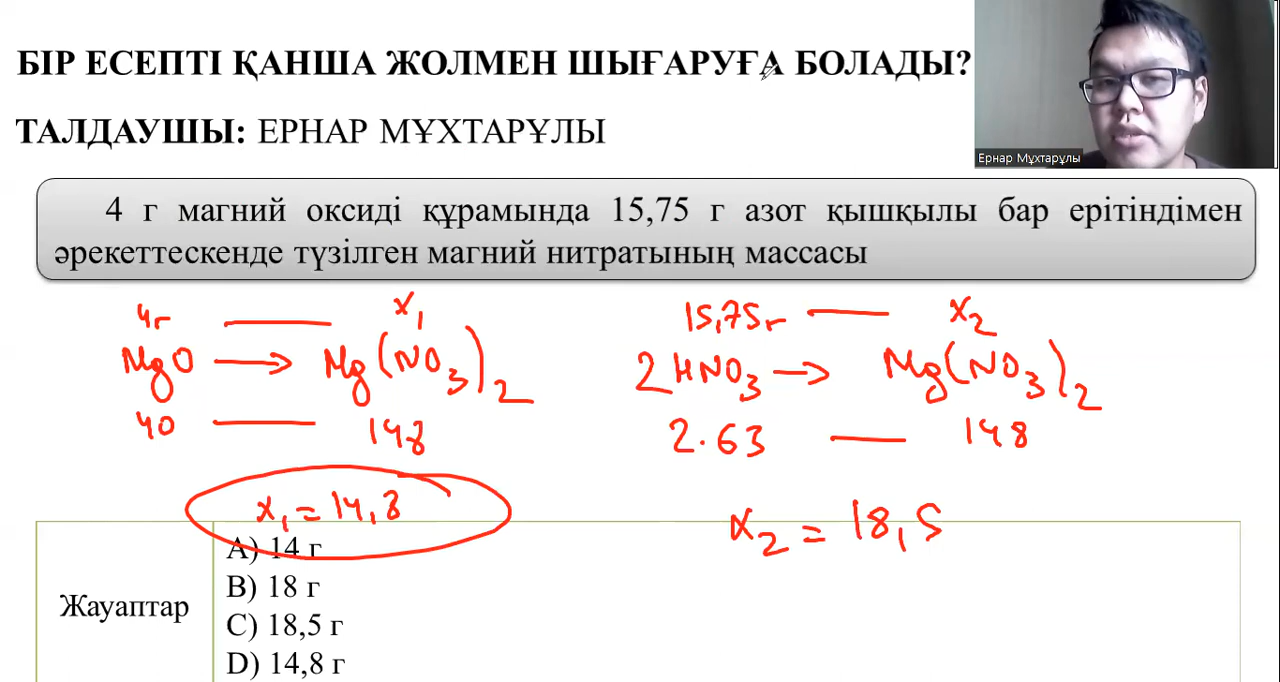 БІР ЕСЕПТІ ҚАНША ЖОЛМЕН ШЫҒАРУҒА БОЛАДЫ?
ТАЛДАУШЫ: ЕРНАР МҰХТАРҰЛЫ
Ернар Мұхтарұлы
4 г магний оксиді құрамында 15,75 г азот қышқылы бар ерітіндімен
әрекеттескенде түзілген магний нитратының массасы
4г — x₁
MgO → Mg(NO₃)₂
40 — 148
x₁ = 14,8
15,75г — x₂
2HNO₃ → Mg(NO₃)₂
2·63 — 148
x₂ = 18,5
Жауаптар
A) 14 г
B) 18 г
C) 18,5 г
D) 14,8 г